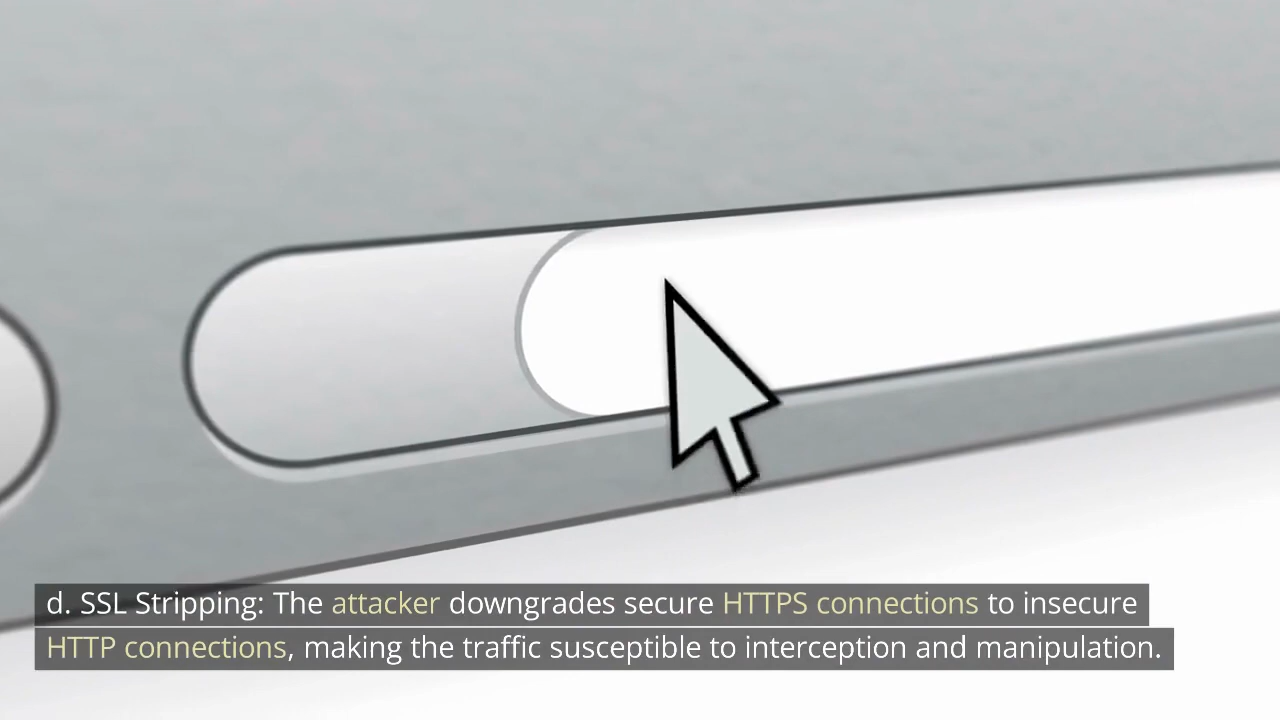 d. SSL Stripping: The attacker downgrades secure HTTPS connections to insecure
HTTP connections, making the traffic susceptible to interception and manipulation.